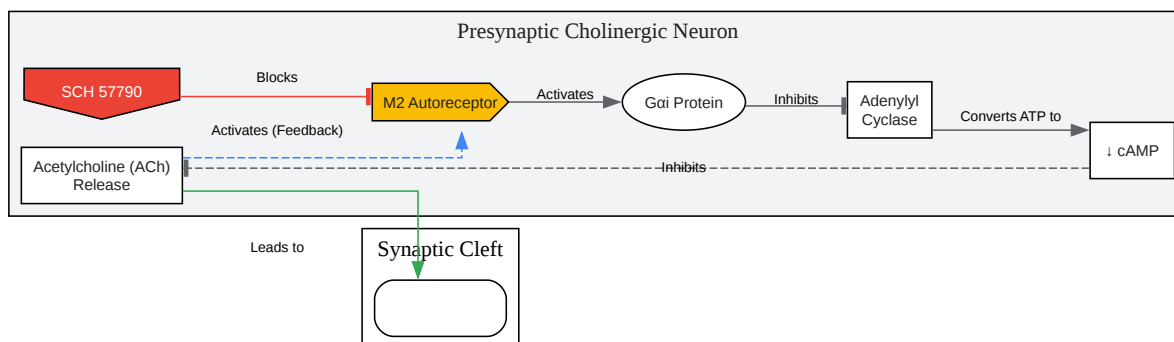 Presynaptic Cholinergic Neuron
SCH 57790
Blocks
M2 Autoreceptor
Activates
Gαi Protein
Inhibits
Adenylyl
Cyclase
Converts ATP to
↓ cAMP
Activates (Feedback)
Acetylcholine (ACh)
Release
Inhibits
Leads to
Synaptic Cleft